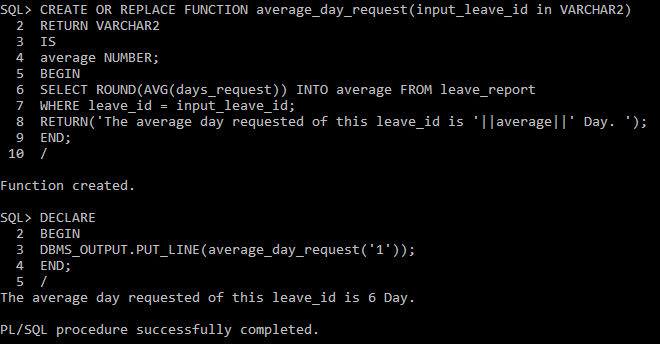 SQL> CREATE OR REPLACE FUNCTION average_day_request(input_leave_id in VARCHAR2)
  2  RETURN VARCHAR2
  3  IS
  4  average NUMBER;
  5  BEGIN
  6  SELECT ROUND(AVG(days_request)) INTO average FROM leave_report
  7  WHERE leave_id = input_leave_id;
  8  RETURN('The average day requested of this leave_id is '||average||' Day. ');
  9  END;
 10  /
Function created.
SQL> DECLARE
  2  BEGIN
  3  DBMS_OUTPUT.PUT_LINE(average_day_request('1'));
  4  END;
  5  /
The average day requested of this leave_id is 6 Day.
PL/SQL procedure successfully completed.